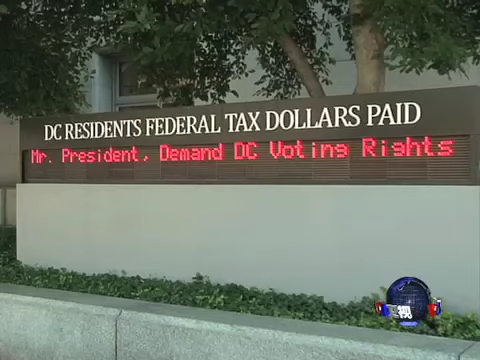 DC RESIDENTS FEDERAL TAX DOLLARS PAID
Mr. President, Demand DC Voting Rights